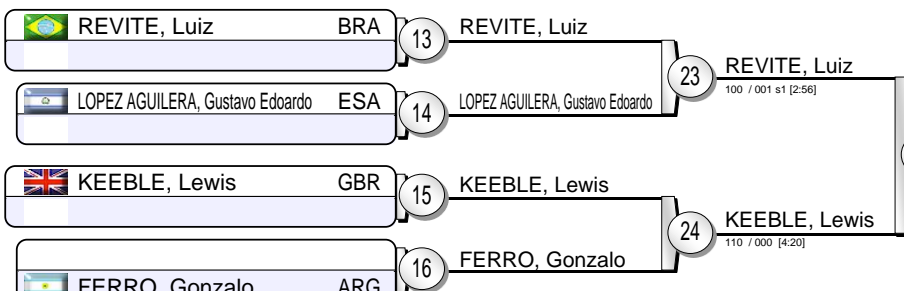 REVITE, Luiz BRA 13 REVITE, Luiz
23 REVITE, Luiz
100 / 001 s1 [2:56]
LOPEZ AGUILERA, Gustavo Edoardo ESA 14 LOPEZ AGUILERA, Gustavo Edoardo
KEEBLE, Lewis GBR 15 KEEBLE, Lewis
24 KEEBLE, Lewis
110 / 000 [4:20]
16 FERRO, Gonzalo
FERRO, Gonzalo ARG